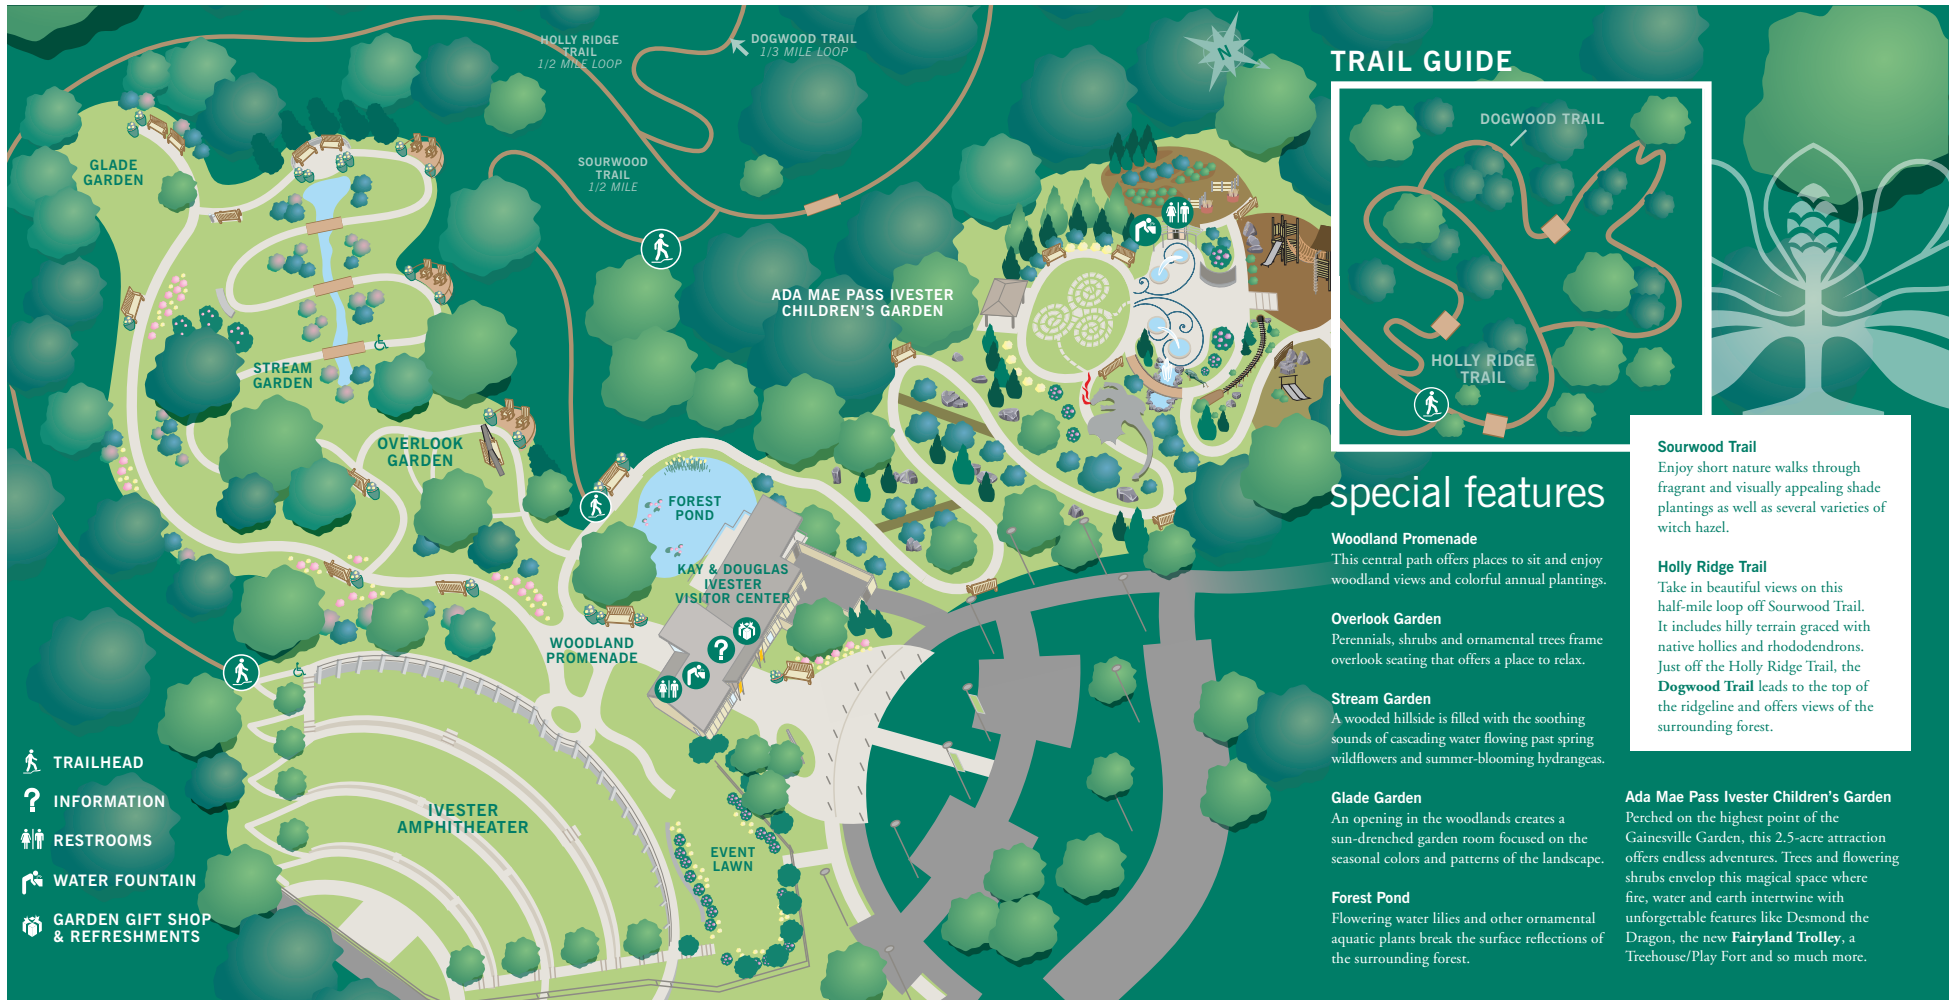 HOLLY RIDGE
TRAIL
1/2 MILE LOOP
DOGWOOD TRAIL
1/3 MILE LOOP
N
GLADE
GARDEN
SOURWOOD
TRAIL
1/2 MILE
ADA MAE PASS IVESTER
CHILDREN'S GARDEN
STREAM
GARDEN
OVERLOOK
GARDEN
FOREST
POND
KAY & DOUGLAS
IVESTER
VISITOR CENTER
WOODLAND
PROMENADE
?
IVESTER
AMPHITHEATER
EVENT
LAWN
TRAILHEAD
? INFORMATION
RESTROOMS
WATER FOUNTAIN
GARDEN GIFT SHOP
& REFRESHMENTS
TRAIL GUIDE
DOGWOOD TRAIL
HOLLY RIDGE
TRAIL
special features
Woodland Promenade
This central path offers places to sit and enjoy
woodland views and colorful annual plantings.
Overlook Garden
Perennials, shrubs and ornamental trees frame
overlook seating that offers a place to relax.
Stream Garden
A wooded hillside is filled with the soothing
sounds of cascading water flowing past spring
wildflowers and summer-blooming hydrangeas.
Glade Garden
An opening in the woodlands creates a
sun-drenched garden room focused on the
seasonal colors and patterns of the landscape.
Forest Pond
Flowering water lilies and other ornamental
aquatic plants break the surface reflections of
the surrounding forest.
Sourwood Trail
Enjoy short nature walks through
fragrant and visually appealing shade
plantings as well as several varieties of
witch hazel.
Holly Ridge Trail
Take in beautiful views on this
half-mile loop off Sourwood Trail.
It includes hilly terrain graced with
native hollies and rhododendrons.
Just off the Holly Ridge Trail, the
Dogwood Trail leads to the top of
the ridgeline and offers views of the
surrounding forest.
Ada Mae Pass Ivester Children's Garden
Perched on the highest point of the
Gainesville Garden, this 2.5-acre attraction
offers endless adventures. Trees and flowering
shrubs envelop this magical space where
fire, water and earth intertwine with
unforgettable features like Desmond the
Dragon, the new Fairyland Trolley, a
Treehouse/Play Fort and so much more.